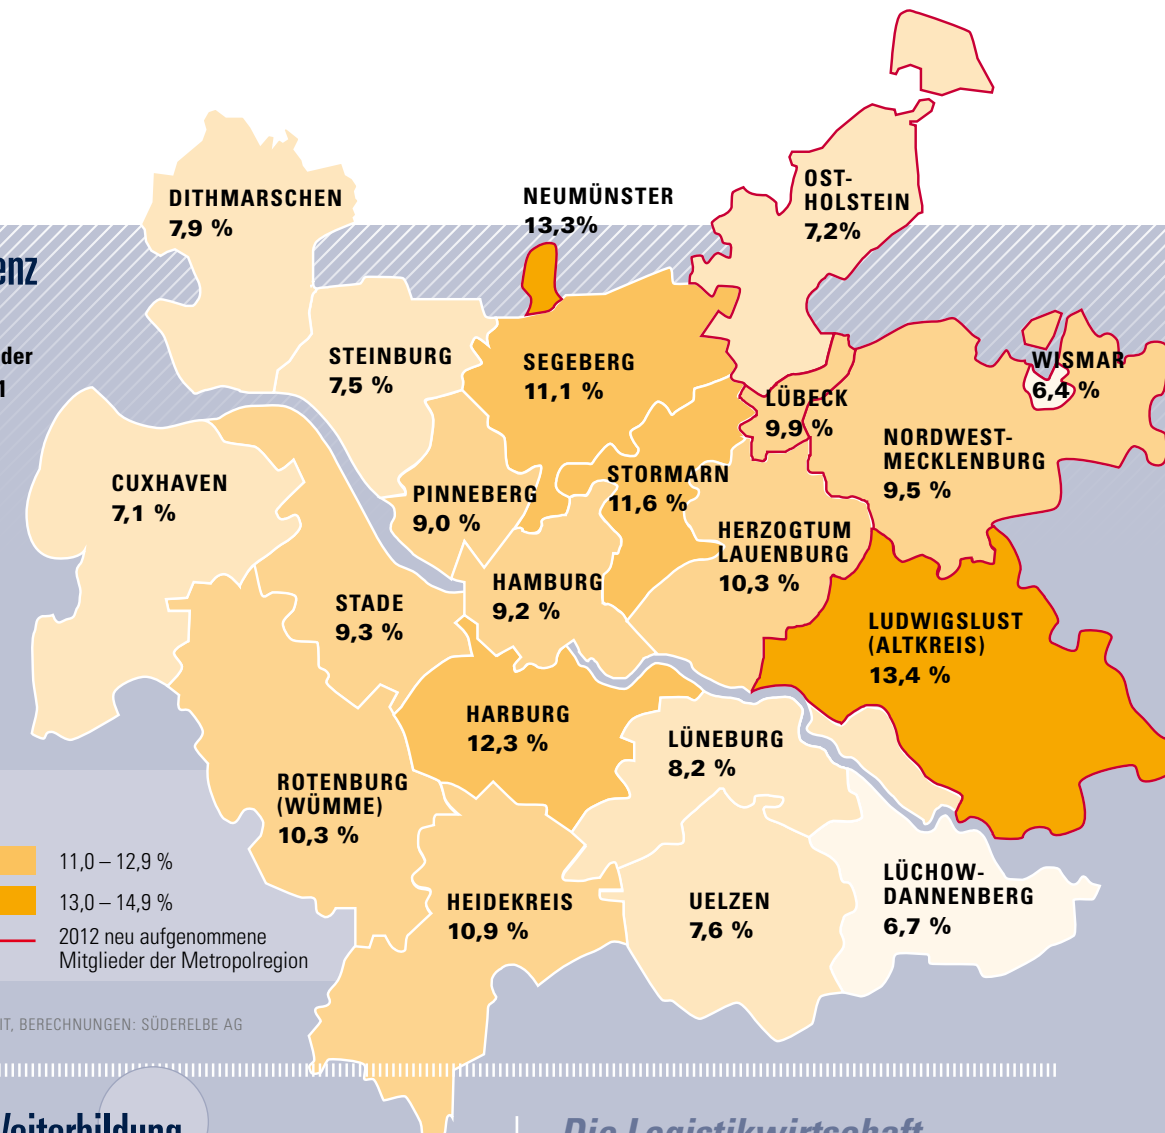 DITHMARSCHEN
7,9 %
NEUMÜNSTER
13,3%
OST-
HOLSTEIN
7,2%
enz
der
1
STEINBURG
7,5 %
SEGEBERG
11,1 %
WISMAR
6,4 %
LÜBECK
9,9 %
NORDWEST-
MECKLENBURG
9,5 %
CUXHAVEN
7,1 %
PINNEBERG
9,0 %
STORMARN
11,6 %
HERZOGTUM
LAUENBURG
10,3 %
HAMBURG
9,2 %
STADE
9,3 %
LUDWIGSLUST
(ALTKREIS)
13,4 %
HARBURG
12,3 %
LÜNEBURG
8,2 %
ROTENBURG
(WÜMME)
10,3 %
HEIDEKREIS
10,9 %
UELZEN
7,6 %
LÜCHOW-
DANNENBERG
6,7 %
11,0 – 12,9 %
13,0 – 14,9 %
2012 neu aufgenommene
Mitglieder der Metropolregion
IT, BERECHNUNGEN: SÜDERELBE AG
Weiterbildung
Die Logistikwirtschaft